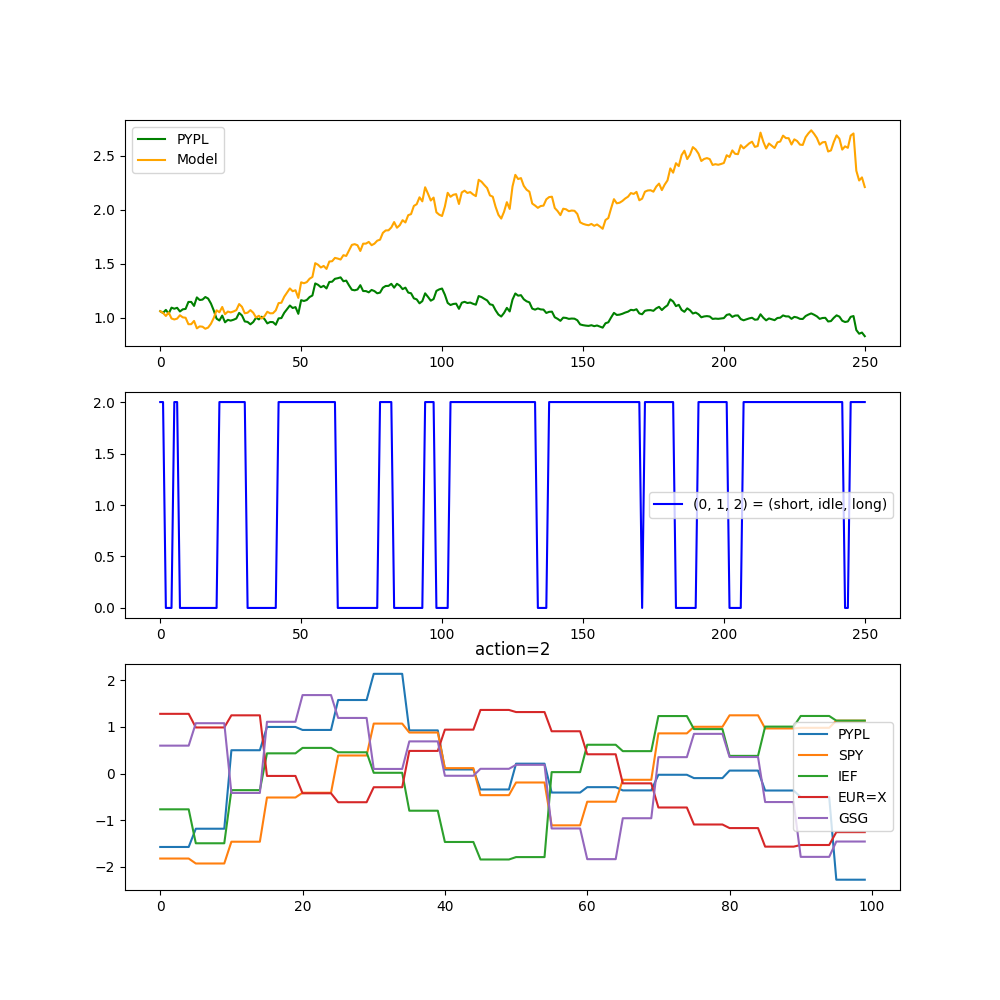 PYPL
Model
2.5
2.0
1.5
1.0
0 50 100 150 200 250
2.0
1.5
1.0
0.5
0.0
(0, 1, 2) = (short, idle, long)
0 50 100 150 200 250
action=2
2
1
0
−1
−2
PYPL
SPY
IEF
EUR=X
GSG
0 20 40 60 80 100